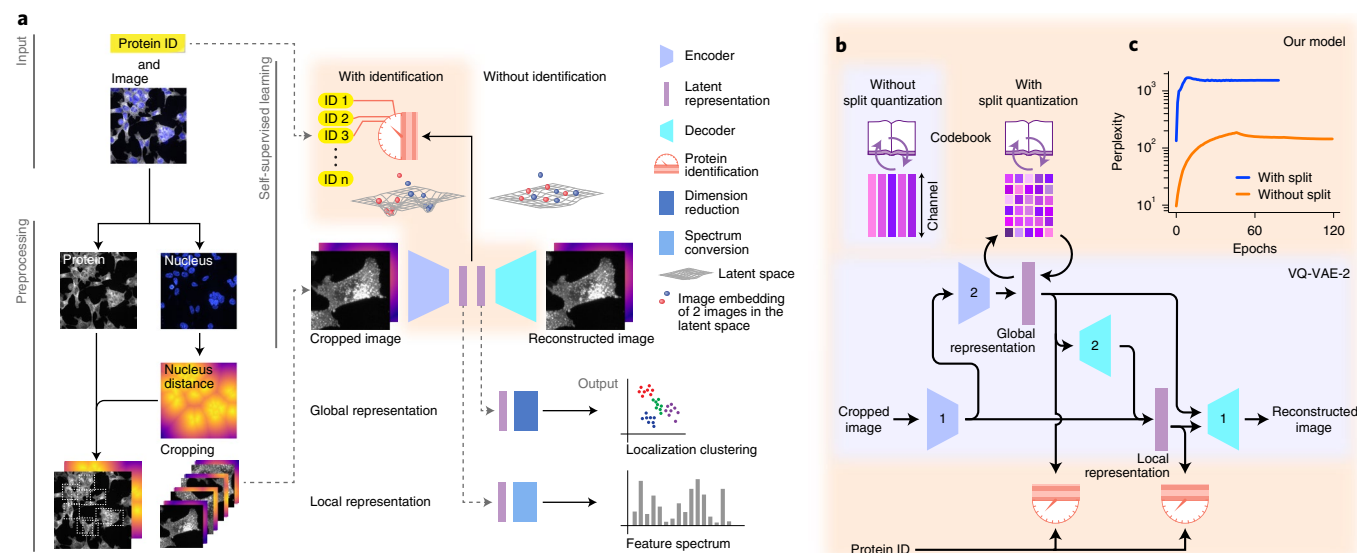 a
Input
Protein ID
and
Image
Preprocessing
Protein
Nucleus
Nucleus
distance
Cropping
Self-supervised learning
With identification
Without identification
ID 1
ID 2
ID 3
ID n
Cropped image
Reconstructed image
Encoder
Latent
representation
Decoder
Protein
identification
Dimension
reduction
Spectrum
conversion
Latent space
Image embedding
of 2 images in the
latent space
Global representation
Output
Localization clustering
Local representation
Feature spectrum
b
Without
split quantization
With
split quantization
Codebook
Channel
c
Our model
Perplexity
10³
10²
10¹
With split
Without split
0
60
120
Epochs
VQ-VAE-2
2
Global
representation
2
Cropped
image
1
1
Reconstructed
image
Local
representation
Protein ID